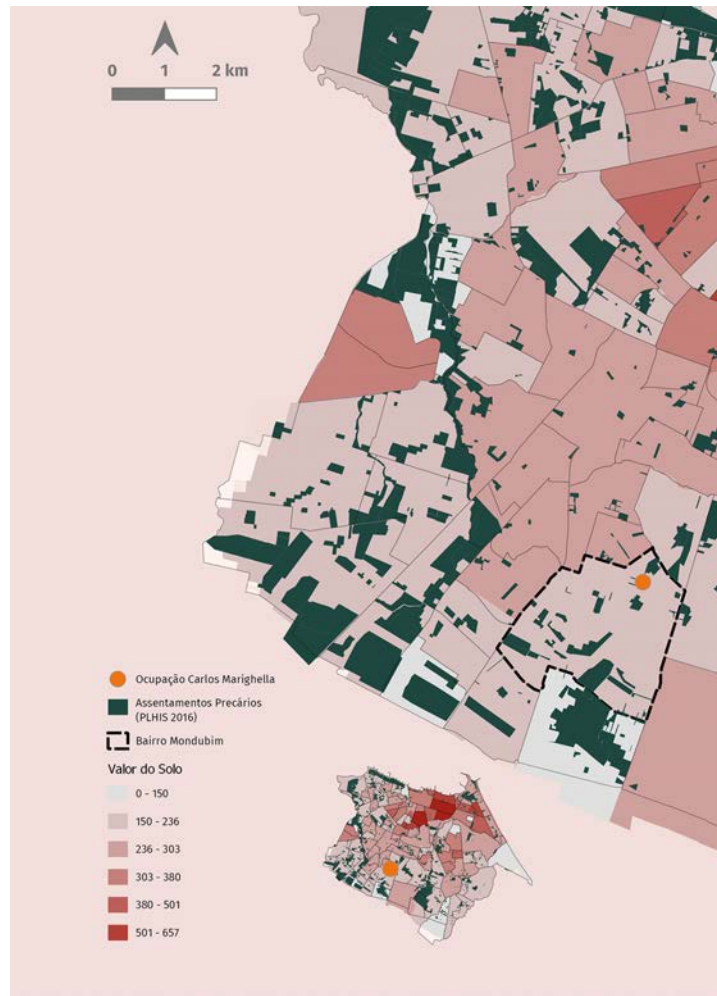 0 1 2 km
Ocupação Carlos Marighella
Assentamentos Precários
(PLHIS 2016)
Bairro Mondubim
Valor do Solo
0 - 150
150 - 236
236 - 303
303 - 380
380 - 501
501 - 657